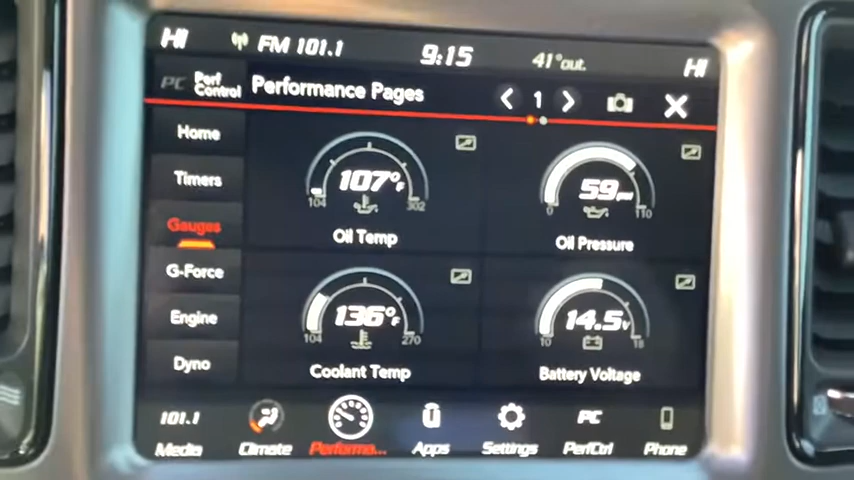 HI FM 101.1 9:15 41°out. HI
PC Perf Control Performance Pages 1
Home
Timers
Gauges
G-Force
Engine
Dyno
107°F
104 302
Oil Temp
59psi
0 110
Oil Pressure
136°F
104 270
Coolant Temp
14.5v
10 18
Battery Voltage
101.1 PC
Media Climate Performa... Apps Settings PerfCtrl Phone